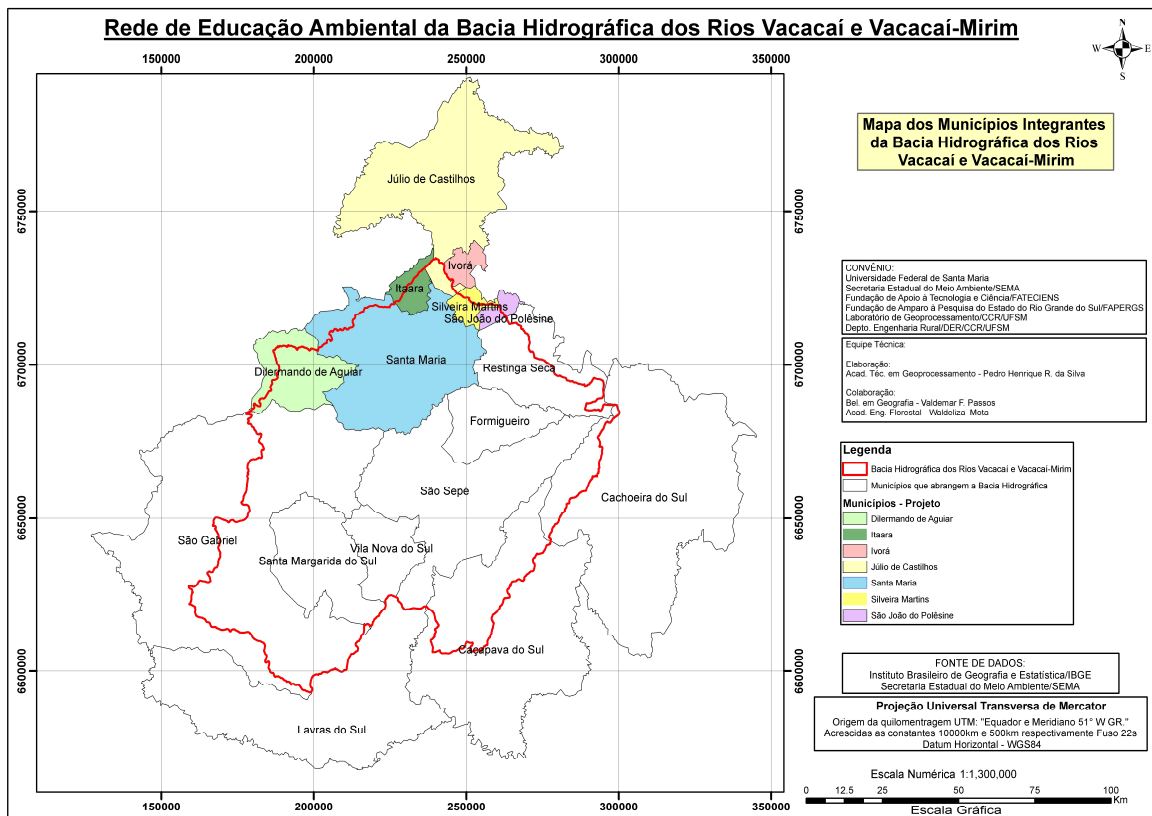 Rede de Educação Ambiental da Bacia Hidrográfica dos Rios Vacacaí e Vacacaí-Mirim
N
W E
S
150000 200000 250000 300000 350000
Mapa dos Municípios Integrantes
da Bacia Hidrográfica dos Rios
Vacacaí e Vacacaí-Mirim
6750000
6700000
6650000
6600000
Júlio de Castilhos
Ivorá
Itaara
Silveira Martins
São João do Polêsine
Santa Maria
Restinga Seca
Dilermando de Aguiar
Formigueiro
São Sepe
Cachoeira do Sul
São Gabriel
Vila Nova do Sul
Santa Margarida do Sul
Caçapava do Sul
Lavras do Sul
6750000
6700000
6650000
6600000
150000 200000 250000 300000 350000
CONVÊNIO:
Universidade Federal de Santa Maria
Secretaria Estadual do Meio Ambiente/SEMA
Fundação de Apoio à Tecnologia e Ciência/FATECIENS
Fundação de Amparo à Pesquisa do Estado do Rio Grande do Sul/FAPERGS
Laboratório de Geoprocessamento/CCR/UFSM
Depto. Engenharia Rural/DER/CCR/UFSM
Equipe Técnica:
Elaboração:
Acad. Téc. em Geoprocessamento - Pedro Henrique R. da Silva
Colaboração:
Bel. em Geografia - Valdemar F. Passos
Acad. Eng. Florestal Waldeliza Mota
Legenda
Bacia Hidrográfica dos Rios Vacacaí e Vacacaí-Mirim
Municípios que abrangem a Bacia Hidrográfica
Municípios - Projeto
Dilermando de Aguiar
Itaara
Ivorá
Júlio de Castilhos
Santa Maria
Silveira Martins
São João do Polêsine
FONTE DE DADOS:
Instituto Brasileiro de Geografia e Estatística/IBGE
Secretaria Estadual do Meio Ambiente/SEMA
Projeção Universal Transversa de Mercator
Origem da quilometragem UTM: "Equador e Meridiano 51° W GR."
Acrescidas as constantes 10000km e 500km respectivamente Fuso 22s
Datum Horizontal - WGS84
Escala Numérica 1:1,300,000
0 12.5 25 50 75 100
Km
Escala Gráfica